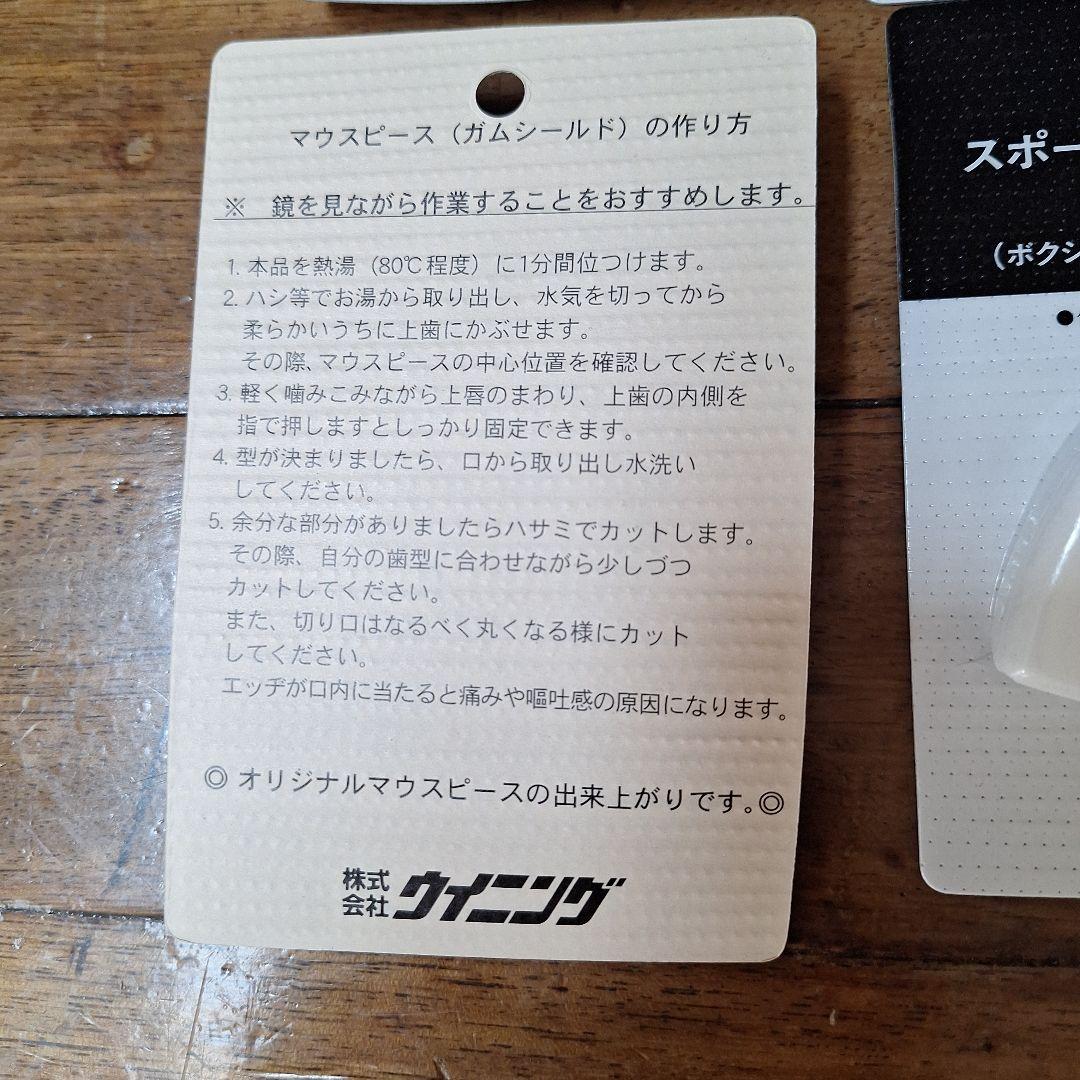 マウスピース（ガムシールド）の作り方
※　鏡を見ながら作業することをおすすめします。
1. 本品を熱湯（80℃程度）に1分間位つけます。
2. ハシ等でお湯から取り出し、水気を切ってから
柔らかいうちに上歯にかぶせます。
その際、マウスピースの中心位置を確認してください。
3. 軽く噛みこみながら上唇のまわり、上歯の内側を
指で押しますとしっかり固定できます。
4. 型が決まりましたら、口から取り出し水洗い
してください。
5. 余分な部分がありましたらハサミでカットします。
その際、自分の歯型に合わせながら少しづつ
カットしてください。
また、切り口はなるべく丸くなる様にカット
してください。
エッヂが口内に当たると痛みや嘔吐感の原因になります。
◎ オリジナルマウスピースの出来上がりです。◎
株式会社 ウイニング
スポー
（ボクシ
●